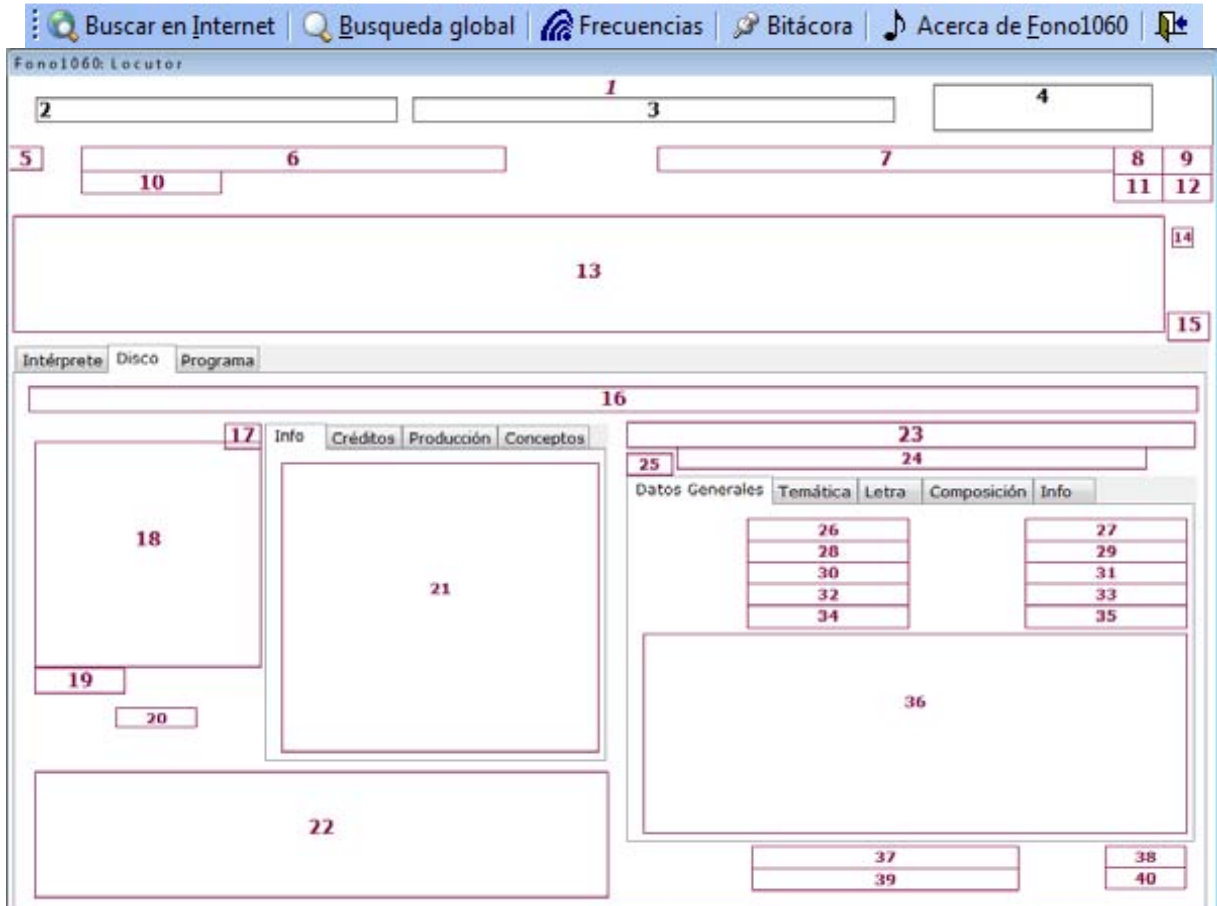 Buscar en Internet Busqueda global Frecuencias Bitácora Acerca de Fono1060
Fono1060: Locutor
1
2 3 4
5 6 7 8 9
10 11 12
14
13
15
Intérprete Disco Programa
16
17 Info Créditos Producción Conceptos 23
25 24
Datos Generales Temática Letra Composición Info
26 27
18 28 29
30 31
21 32 33
34 35
19
20 36
22
37 38
39 40